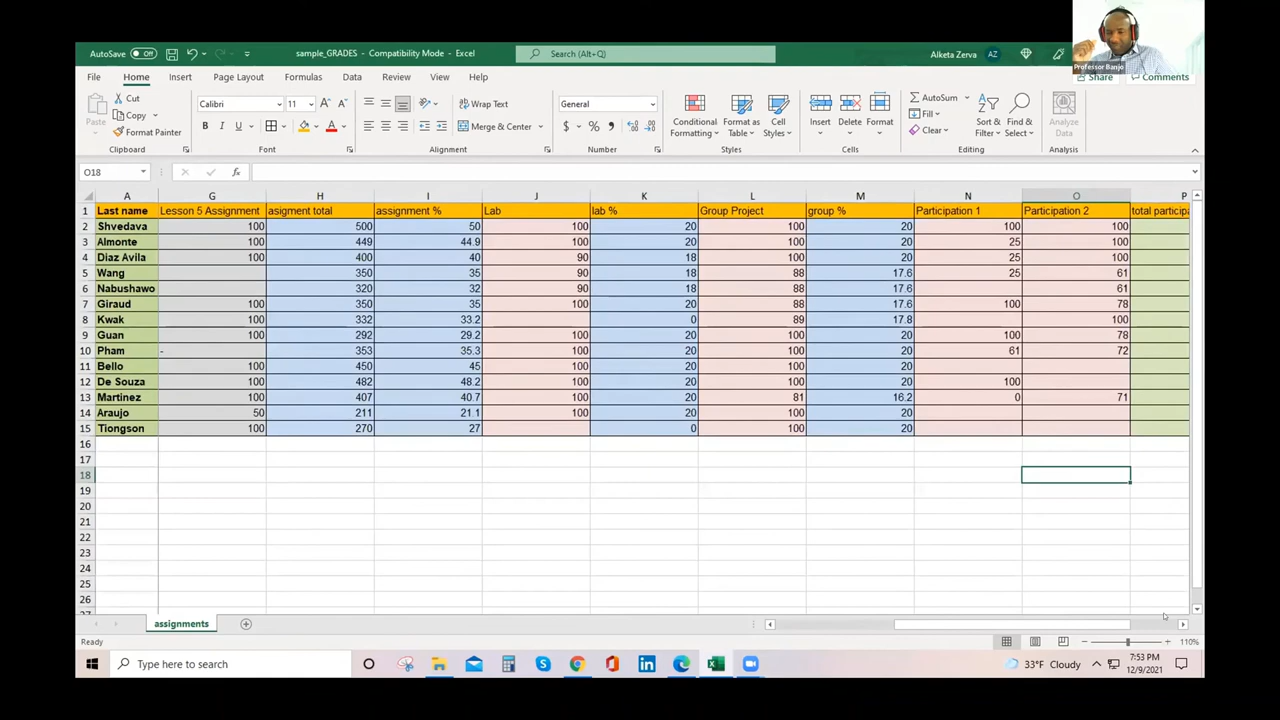 AutoSave Off
sample_GRADES - Compatibility Mode - Excel
Search (Alt+Q)
Alketa Zerva AZ
Professor Banjo
File Home Insert Page Layout Formulas Data Review View Help
Share Comments
Paste Cut Copy Format Painter Clipboard
Calibri 11 A A B I U A Font
Wrap Text Merge & Center Alignment
General $ % , Number
Conditional Formatting Format as Table Cell Styles Styles
Insert Delete Format Cells
AutoSum Fill Clear Sort & Filter Find & Select Editing
Analyze Data Analysis
O18 fx
A G H I J K L M N O P
1 Last name Lesson 5 Assignment asigment total assignment % Lab lab % Group Project group % Participation 1 Participation 2 total participa
2 Shvedava 100 500 50 100 20 100 20 100 100
3 Almonte 100 449 44.9 100 20 100 20 25 100
4 Diaz Avila 100 400 40 90 18 100 20 25 100
5 Wang 350 35 90 18 88 17.6 25 61
6 Nabushawo 320 32 90 18 88 17.6 61
7 Giraud 100 350 35 100 20 88 17.6 100 78
8 Kwak 100 332 33.2 0 89 17.8 100
9 Guan 100 292 29.2 100 20 100 20 100 78
10 Pham - 353 35.3 100 20 100 20 61 72
11 Bello 100 450 45 100 20 100 20
12 De Souza 100 482 48.2 100 20 100 20 100
13 Martinez 100 407 40.7 100 20 81 16.2 0 71
14 Araujo 50 211 21.1 100 20 100 20
15 Tiongson 100 270 27 0 100 20
16
17
18
19
20
21
22
23
24
25
26
assignments
Ready
110%
Type here to search
33°F Cloudy
7:53 PM
12/9/2021